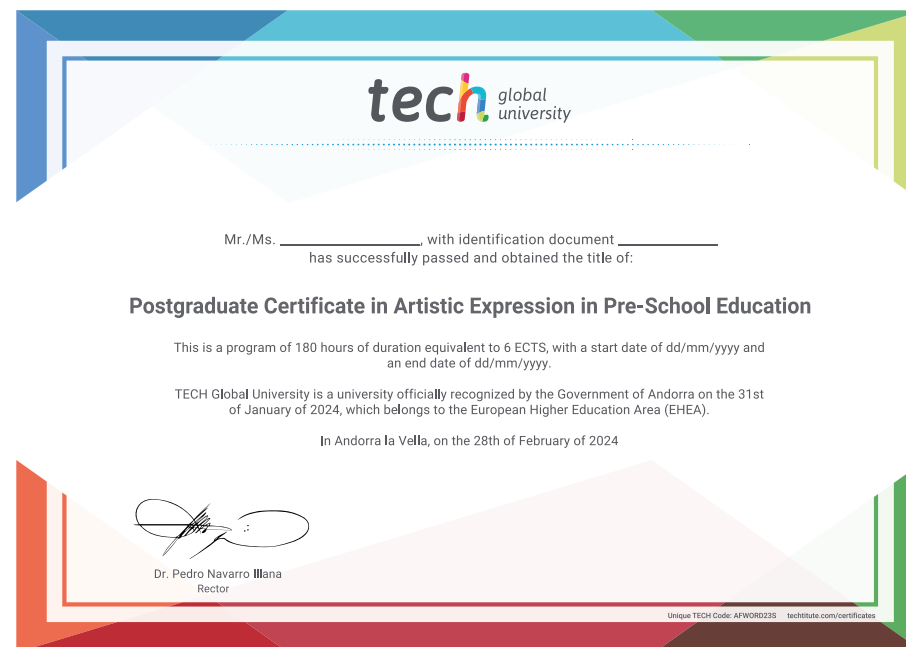 tech global
university
Mr./Ms. ____________, with identification document ____________
has successfully passed and obtained the title of:
Postgraduate Certificate in Artistic Expression in Pre-School Education
This is a program of 180 hours of duration equivalent to 6 ECTS, with a start date of dd/mm/yyyy and
an end date of dd/mm/yyyy.
TECH Global University is a university officially recognized by the Government of Andorra on the 31st
of January of 2024, which belongs to the European Higher Education Area (EHEA).
In Andorra la Vella, on the 28th of February of 2024
Dr. Pedro Navarro Illana
Rector
Unique TECH Code: AFWORD23S techtitute.com/certificates